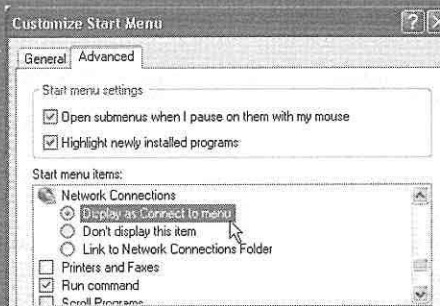 Customize Start Menu
General Advanced
Start menu settings
Open submenus when I pause on them with my mouse
Highlight newly installed programs
Start menu items:
Network Connections
Display as Connect to menu
Don't display this item
Link to Network Connections Folder
Printers and Faxes
Run command
Scroll Programs